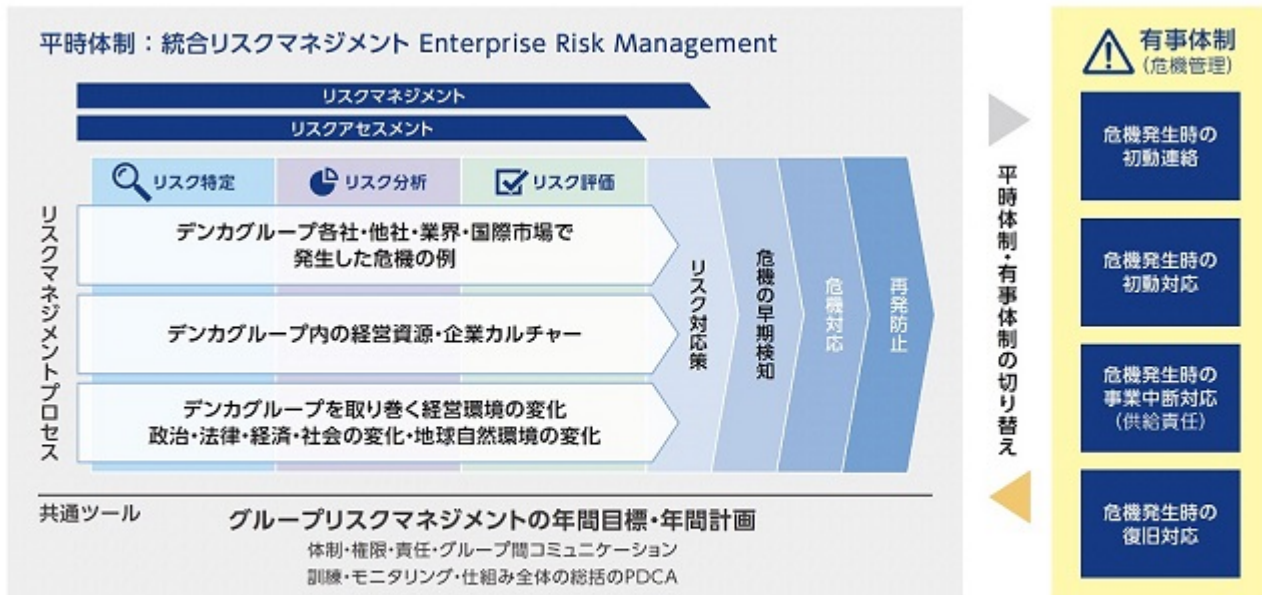 平時体制：統合リスクマネジメント Enterprise Risk Management
リスクマネジメント
リスクアセスメント
リスク特定
リスク分析
リスク評価
リスクマネジメントプロセス
デンカグループ各社・他社・業界・国際市場で
発生した危機の例
デンカグループ内の経営資源・企業カルチャー
デンカグループを取り巻く経営環境の変化
政治・法律・経済・社会の変化・地球自然環境の変化
リスク対応策
危機の早期検知
危機対応
再発防止
共通ツール
グループリスクマネジメントの年間目標・年間計画
体制・権限・責任・グループ間コミュニケーション
訓練・モニタリング・仕組み全体の総括のPDCA
平時体制・有事体制の切り替え
有事体制
(危機管理)
危機発生時の
初動連絡
危機発生時の
初動対応
危機発生時の
事業中断対応
(供給責任)
危機発生時の
復旧対応